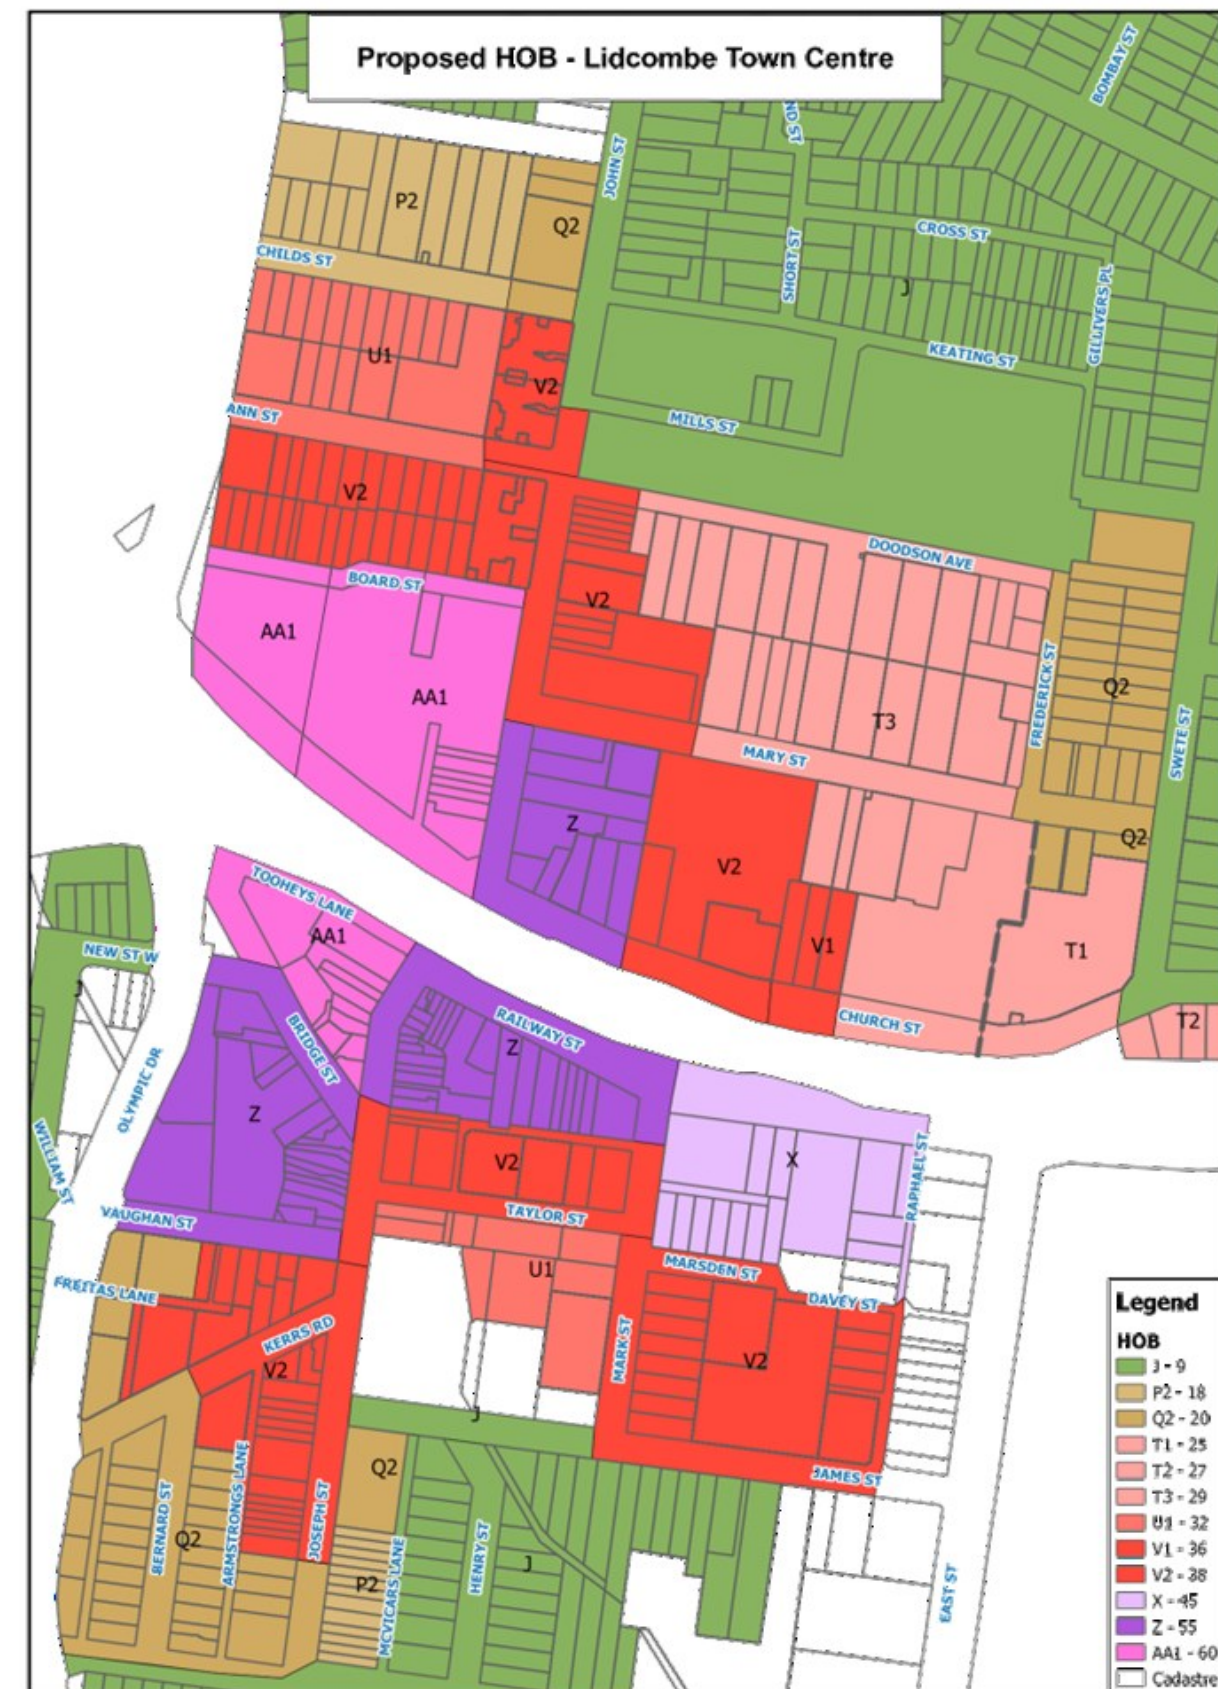 Proposed HOB - Lidcombe Town Centre
BOMBAY ST
ND ST
JOHN ST
P2
Q2
CROSS ST
CHILDS ST
SHORT ST
J
GILLIVERS PL
KEATING ST
U1
V2
ANN ST
MILLS ST
V2
DOODSON AVE
BOARD ST
V2
AA1
AA1
Q2
FREDERICK ST
T3
SWETE ST
MARY ST
Z
Q2
V2
TOOHEYS LANE
AA1
V1
T1
NEW ST W
J
CHURCH ST
T2
RAILWAY ST
BRIDGE ST
Z
OLYMPIC DR
Z
WILLIAM ST
V2
X
RAPHAEL ST
VAUGHAN ST
TAYLOR ST
U1
MARSDEN ST
FREITAS LANE
DAVEY ST
KERRS RD
V2
MARK ST
V2
J
JAMES ST
Q2
BERNARD ST
Q2
ARMSTRONGS LANE
JOSEPH ST
P2
MCVICARS LANE
HENRY ST
J
EAST ST
Legend
HOB
J - 9
P2 - 18
Q2 - 20
T1 - 25
T2 - 27
T3 - 29
U1 - 32
V1 - 36
V2 - 38
X - 45
Z - 55
AA1 - 60
Cadastre